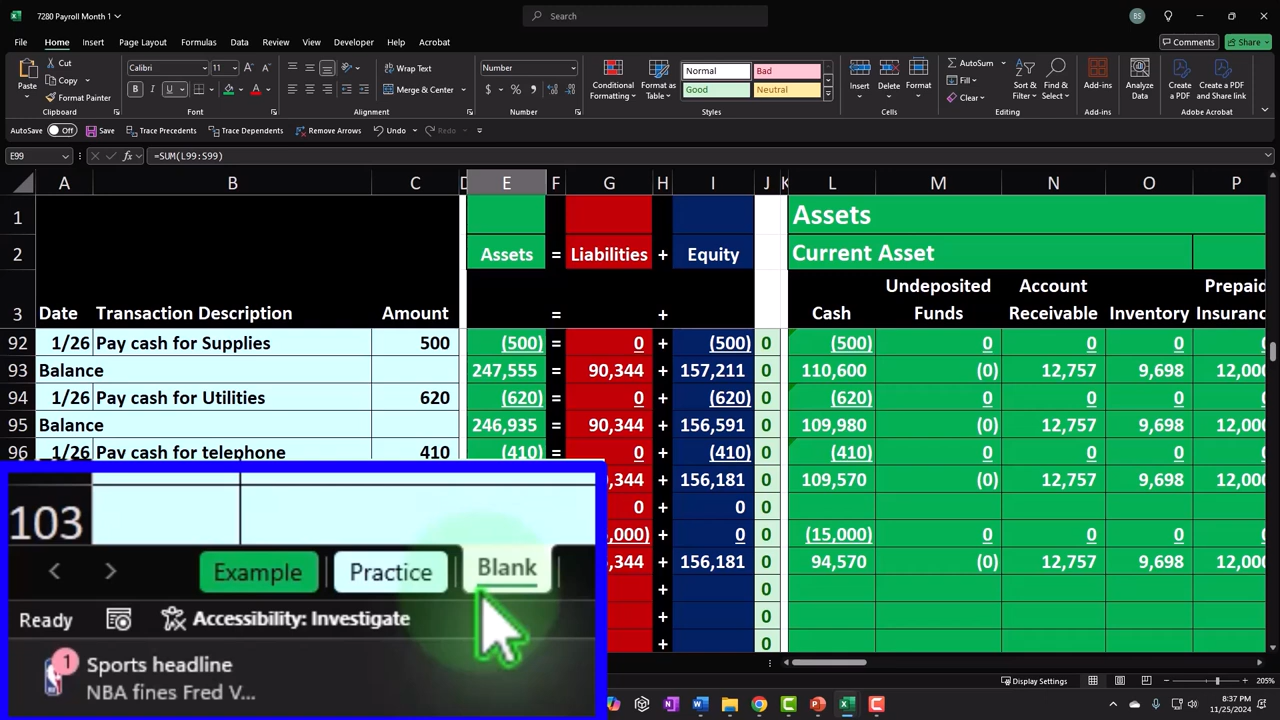 7280 Payroll Month 1
Search
BS
File Home Insert Page Layout Formulas Data Review View Developer Help Acrobat Comments Share
Cut Calibri 11 Wrap Text Number Normal Bad AutoSum
Paste Copy Format Painter Merge & Center Conditional Formatting Format as Table Good Neutral Insert Delete Format Fill Clear Sort & Filter Find & Select Add-ins Analyze Data Create a PDF Create a PDF and Share link
Clipboard Font Alignment Number Styles Cells Editing Add-ins Adobe Acrobat
AutoSave Off Save Trace Precedents Trace Dependents Remove Arrows Undo Redo
E99 fx =SUM(L99:S99)
A B C D E F G H I J K L M N O P
1 Assets
2 Assets = Liabilities + Equity Current Asset
Undeposited Account Prepaid
3 Date Transaction Description Amount = + Cash Funds Receivable Inventory Insuranc
92 1/26 Pay cash for Supplies 500 (500) = 0 + (500) 0 (500) 0 0 0 0
93 Balance 247,555 = 90,344 + 157,211 0 110,600 (0) 12,757 9,698 12,000
94 1/26 Pay cash for Utilities 620 (620) = 0 + (620) 0 (620) 0 0 0 0
95 Balance 246,935 = 90,344 + 156,591 0 109,980 (0) 12,757 9,698 12,000
96 1/26 Pay cash for telephone 410 (410) = 0 + (410) 0 (410) 0 0 0 0
,344 + 156,181 0 109,570 (0) 12,757 9,698 12,000
0 + 0 0
,000) + 0 0 (15,000) 0 0 0 0
,344 + 156,181 0 94,570 (0) 12,757 9,698 12,000
+ 0
+ 0
+ 0
103
Example Practice Blank
Ready Accessibility: Investigate
1 Sports headline
NBA fines Fred V...
Display Settings 205%
8:37 PM
11/25/2024